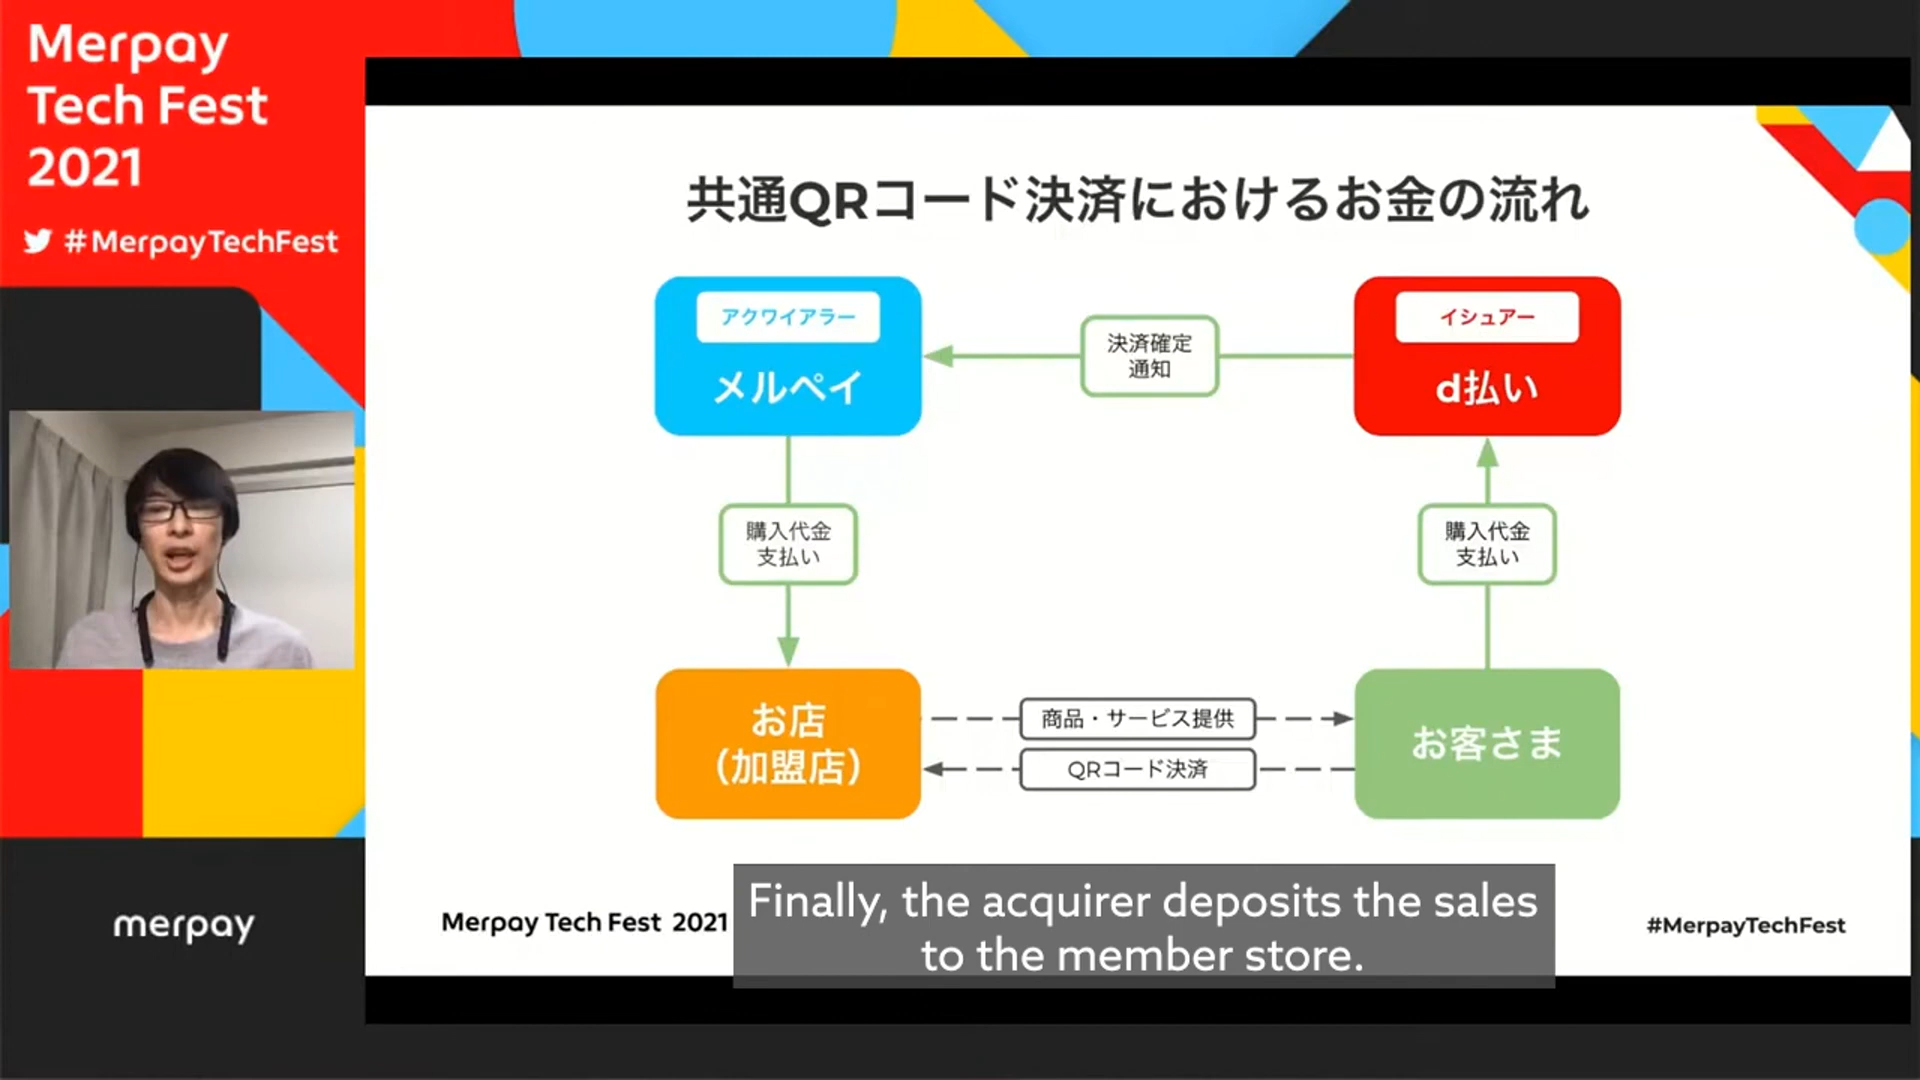 Merpay
Tech Fest
2021
#MerpayTechFest
共通QRコード決済におけるお金の流れ
アクワイアラー
メルペイ
決済確定
通知
イシュアー
d払い
購入代金
支払い
購入代金
支払い
お店
(加盟店)
商品・サービス提供
QRコード決済
お客さま
merpay
Merpay Tech Fest 2021
Finally, the acquirer deposits the sales
to the member store.
#MerpayTechFest